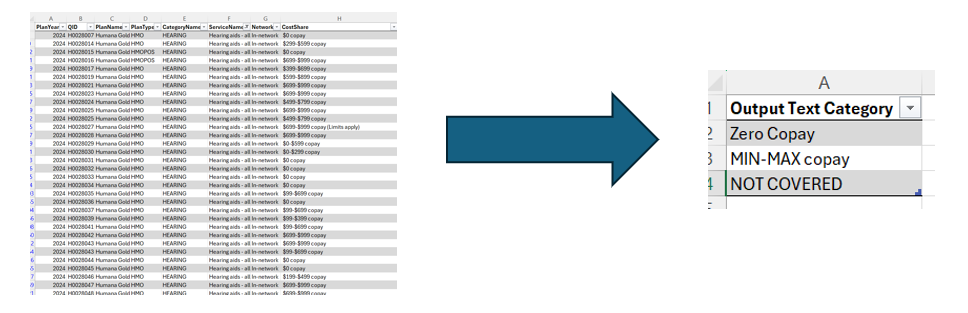 A B C D E F G H
PlanYear QID PlanName PlanType CategoryName ServiceName Network CostShare
2024 H0028007 Humana Gold HMO HEARING Hearing aids - all In-network $0 copay
2024 H0028014 Humana Gold HMO HEARING Hearing aids - all In-network $299-$599 copay
2024 H0028015 Humana Gold HMOPOS HEARING Hearing aids - all In-network $0 copay
2024 H0028016 Humana Gold HMOPOS HEARING Hearing aids - all In-network $699-$999 copay
2024 H0028017 Humana Gold HMO HEARING Hearing aids - all In-network $399-$699 copay
2024 H0028019 Humana Gold HMO HEARING Hearing aids - all In-network $599-$899 copay
2024 H0028021 Humana Gold HMO HEARING Hearing aids - all In-network $699-$999 copay
2024 H0028023 Humana Gold HMO HEARING Hearing aids - all In-network $699-$999 copay
2024 H0028024 Humana Gold HMO HEARING Hearing aids - all In-network $499-$799 copay
2024 H0028025 Humana Gold HMO HEARING Hearing aids - all In-network $699-$999 copay
2024 H0028025 Humana Gold HMO HEARING Hearing aids - all In-network $499-$799 copay
2024 H0028027 Humana Gold HMO HEARING Hearing aids - all In-network $699-$999 copay (Limits apply)
2024 H0028028 Humana Gold HMO HEARING Hearing aids - all In-network $699-$999 copay
2024 H0028029 Humana Gold HMO HEARING Hearing aids - all In-network $0-$599 copay
2024 H0028030 Humana Gold HMO HEARING Hearing aids - all In-network $0-$299 copay
2024 H0028031 Humana Gold HMO HEARING Hearing aids - all In-network $0 copay
2024 H0028032 Humana Gold HMO HEARING Hearing aids - all In-network $0 copay
2024 H0028033 Humana Gold HMO HEARING Hearing aids - all In-network $0 copay
2024 H0028034 Humana Gold HMO HEARING Hearing aids - all In-network $0 copay
2024 H0028035 Humana Gold HMO HEARING Hearing aids - all In-network $99-$699 copay
2024 H0028036 Humana Gold HMO HEARING Hearing aids - all In-network $0 copay
2024 H0028037 Humana Gold HMO HEARING Hearing aids - all In-network $99-$699 copay
2024 H0028039 Humana Gold HMO HEARING Hearing aids - all In-network $99-$399 copay
2024 H0028041 Humana Gold HMO HEARING Hearing aids - all In-network $99-$699 copay
2024 H0028042 Humana Gold HMO HEARING Hearing aids - all In-network $699-$999 copay
2024 H0028043 Humana Gold HMO HEARING Hearing aids - all In-network $699-$999 copay
2024 H0028043 Humana Gold HMO HEARING Hearing aids - all In-network $99-$699 copay
2024 H0028044 Humana Gold HMO HEARING Hearing aids - all In-network $0 copay
2024 H0028045 Humana Gold HMO HEARING Hearing aids - all In-network $0 copay
2024 H0028046 Humana Gold HMO HEARING Hearing aids - all In-network $199-$499 copay
2024 H0028047 Humana Gold HMO HEARING Hearing aids - all In-network $699-$999 copay
2024 H0028048 Humana Gold HMO HEARING Hearing aids - all In-network $699-$999 copay
A
1 Output Text Category
2 Zero Copay
3 MIN-MAX copay
4 NOT COVERED